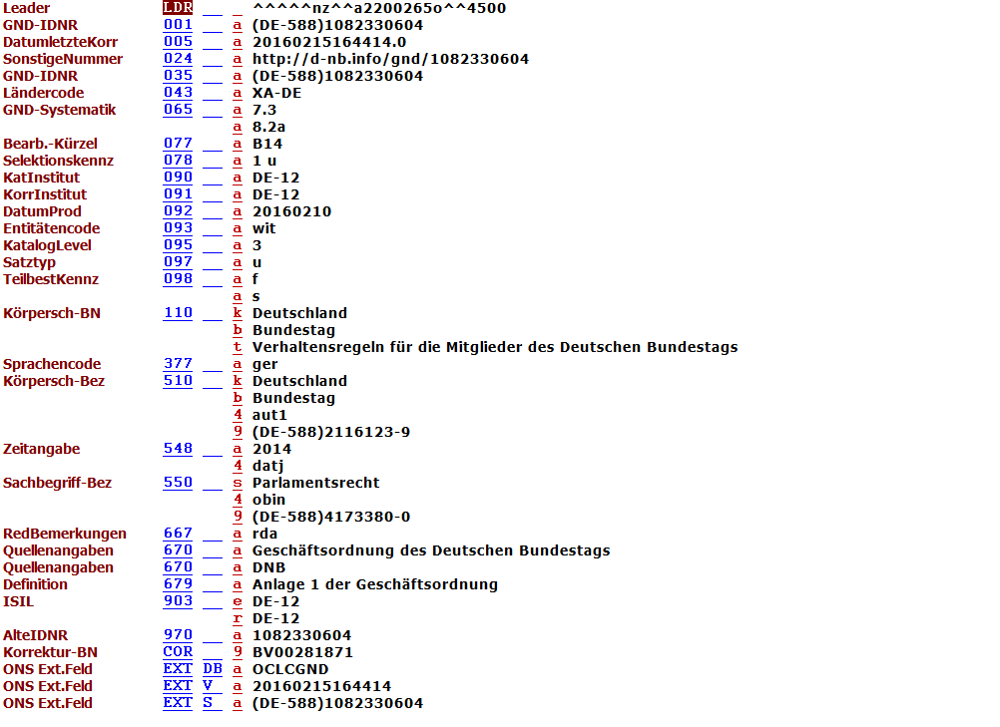 Leader LDR a ^^^^^nz^^a2200265o^^4500
GND-IDNR 001 a (DE-588)1082330604
DatumletzteKorr 005 a 20160215164414.0
SonstigeNummer 024 a http://d-nb.info/gnd/1082330604
GND-IDNR 035 a (DE-588)1082330604
Ländercode 043 a XA-DE
GND-Systematik 065 a 7.3
a 8.2a
Bearb.-Kürzel 077 a B14
Selektionskennz 078 a 1 u
KatInstitut 090 a DE-12
KorrInstitut 091 a DE-12
DatumProd 092 a 20160210
Entitätencode 093 a wit
KatalogLevel 095 a 3
Satztyp 097 a u
TeilbestKennz 098 a f
a s
Körpersch-BN 110 k Deutschland
b Bundestag
t Verhaltensregeln für die Mitglieder des Deutschen Bundestags
Sprachencode 377 a ger
Körpersch-Bez 510 k Deutschland
b Bundestag
4 aut1
9 (DE-588)2116123-9
Zeitangabe 548 a 2014
4 datj
Sachbegriff-Bez 550 s Parlamentsrecht
4 obin
9 (DE-588)4173380-0
RedBemerkungen 667 a rda
Quellenangaben 670 a Geschäftsordnung des Deutschen Bundestags
Quellenangaben 670 a DNB
Definition 679 a Anlage 1 der Geschäftsordnung
ISIL 903 e DE-12
r DE-12
AlteIDNR 970 a 1082330604
Korrektur-BN COR 9 BV00281871
ONS Ext.Feld EXT DB a OCLCGND
ONS Ext.Feld EXT V a 20160215164414
ONS Ext.Feld EXT S a (DE-588)1082330604